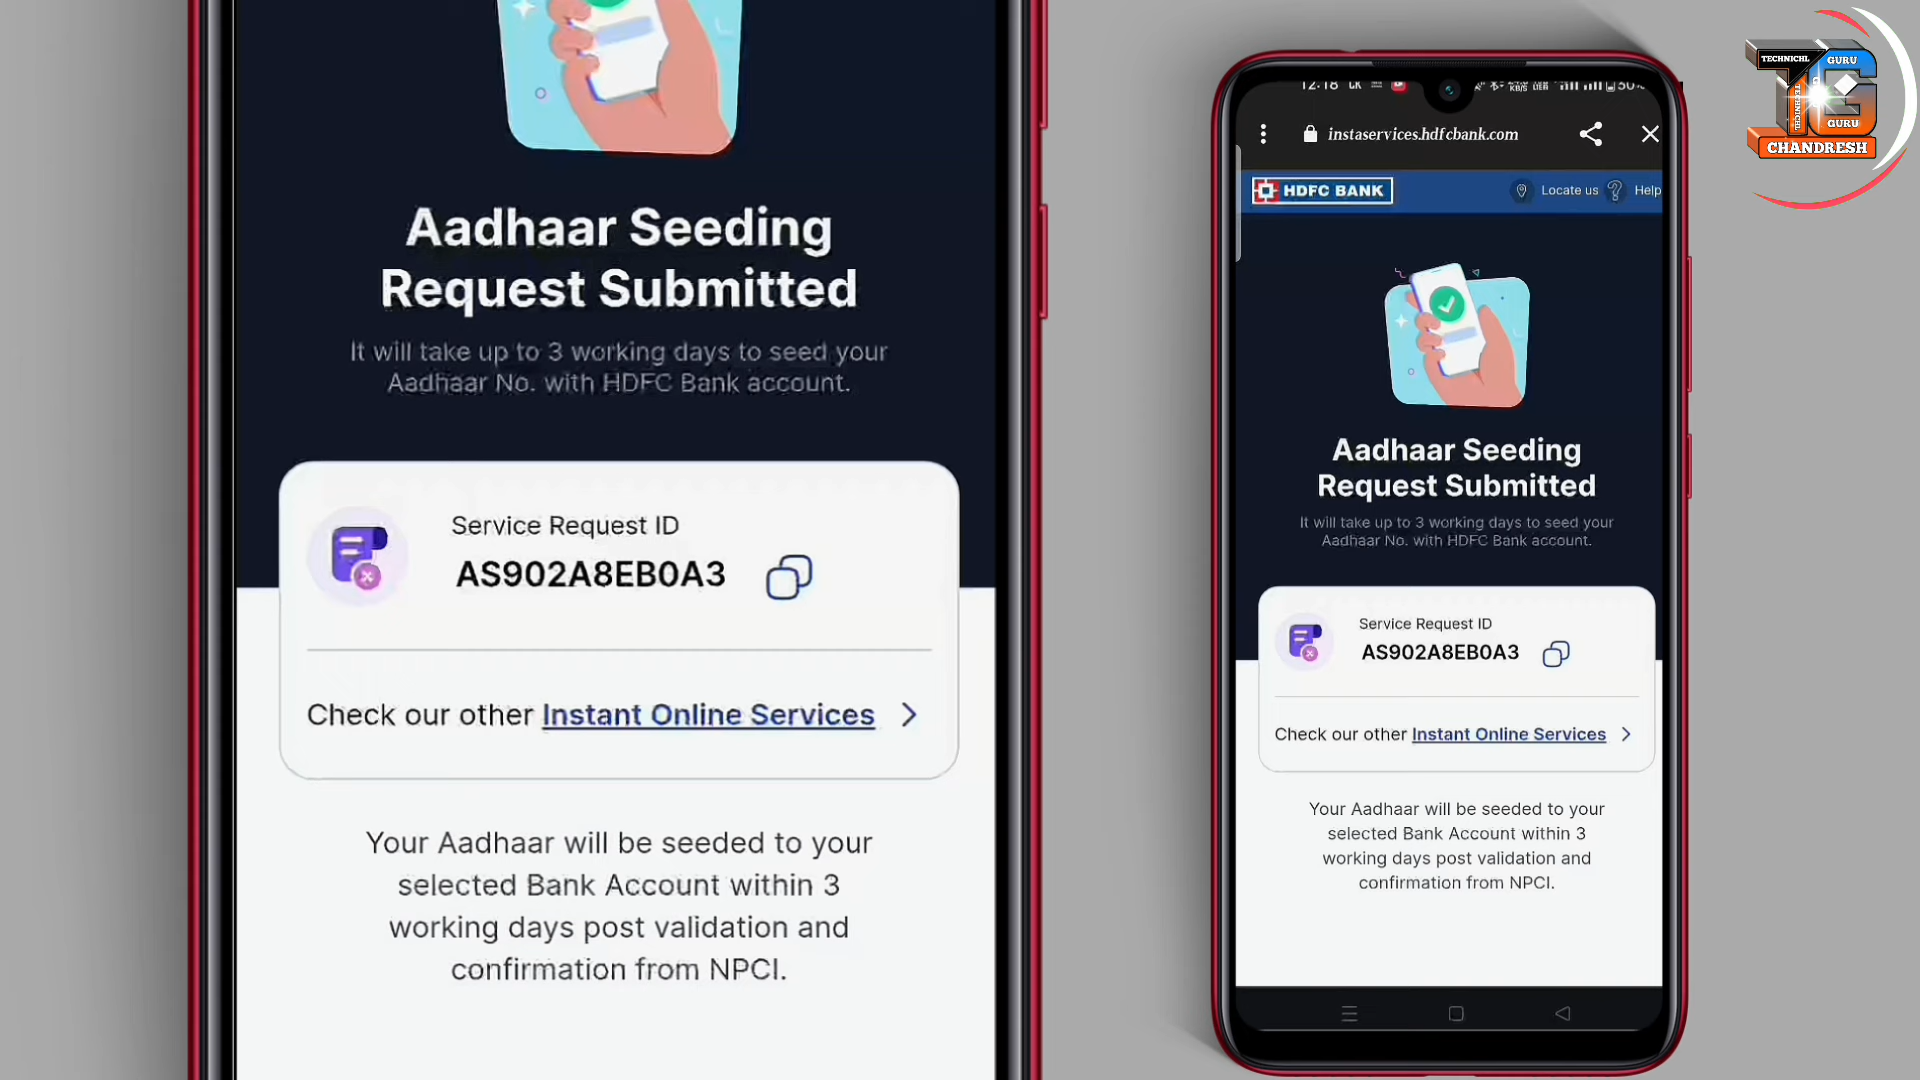 Aadhaar Seeding
Request Submitted
It will take up to 3 working days to seed your
Aadhaar No. with HDFC Bank account.
Service Request ID
AS902A8EB0A3
Check our other Instant Online Services
Your Aadhaar will be seeded to your
selected Bank Account within 3
working days post validation and
confirmation from NPCI.
12:18
instaservices.hdfcbank.com
HDFC BANK Locate us Help
Aadhaar Seeding
Request Submitted
It will take up to 3 working days to seed your
Aadhaar No. with HDFC Bank account.
Service Request ID
AS902A8EB0A3
Check our other Instant Online Services
Your Aadhaar will be seeded to your
selected Bank Account within 3
working days post validation and
confirmation from NPCI.
TECHNICHL GURU
TECHNICHL
GURU
CHANDRESH